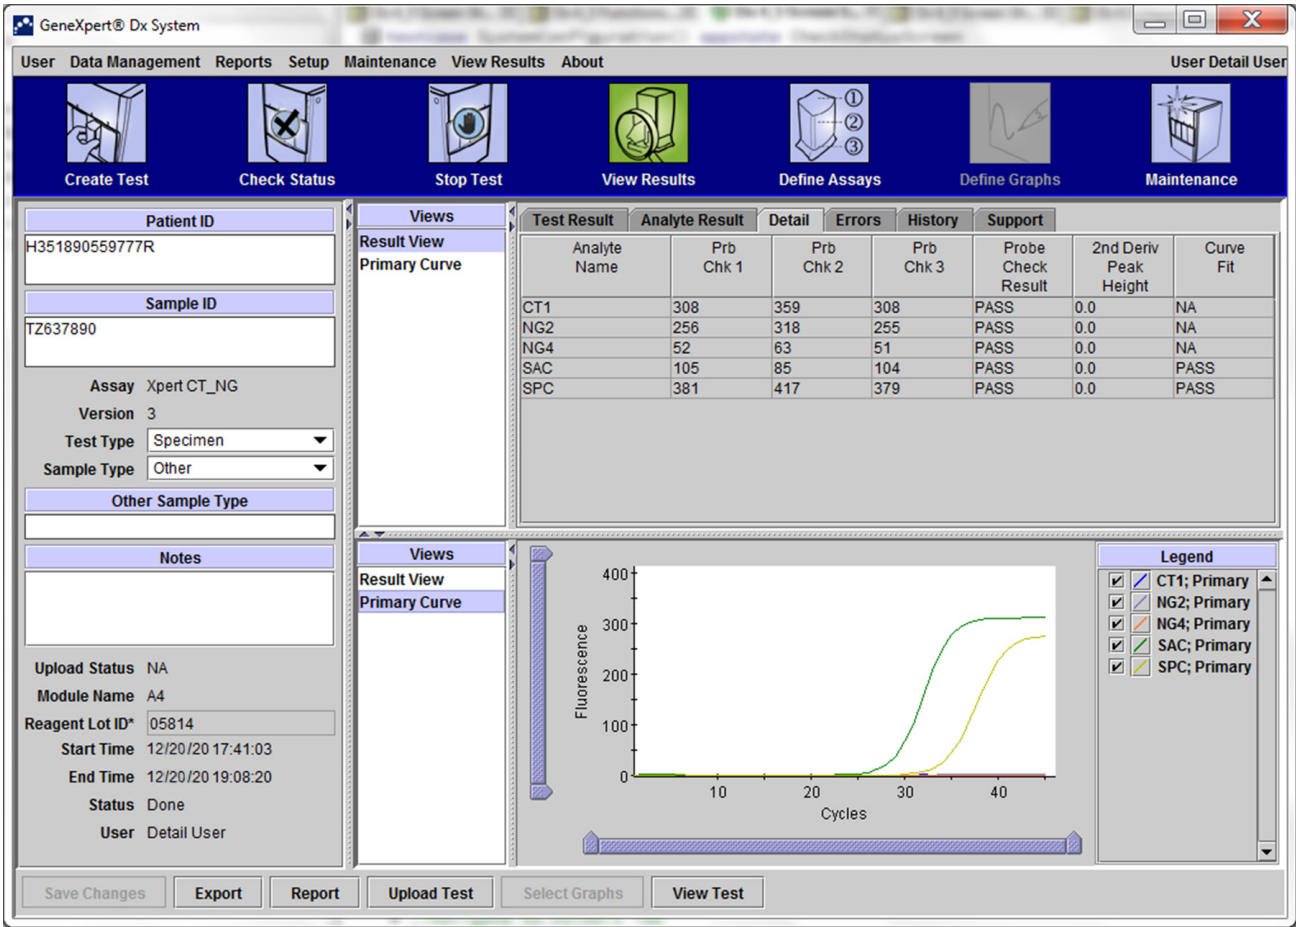 GeneXpert® Dx System
User Data Management Reports Setup Maintenance View Results About User Detail User
Create Test Check Status Stop Test View Results Define Assays Define Graphs Maintenance
Patient ID
H351890559777R
Sample ID
TZ637890
Assay Xpert CT_NG
Version 3
Test Type Specimen
Sample Type Other
Other Sample Type
Notes
Upload Status NA
Module Name A4
Reagent Lot ID* 05814
Start Time 12/20/20 17:41:03
End Time 12/20/20 19:08:20
Status Done
User Detail User
Views
Result View
Primary Curve
Test Result Analyte Result Detail Errors History Support
Analyte Name Prb Chk 1 Prb Chk 2 Prb Chk 3 Probe Check Result 2nd Deriv Peak Height Curve Fit
CT1 308 359 308 PASS 0.0 NA
NG2 256 318 255 PASS 0.0 NA
NG4 52 63 51 PASS 0.0 NA
SAC 105 85 104 PASS 0.0 PASS
SPC 381 417 379 PASS 0.0 PASS
Views
Result View
Primary Curve
Fluorescence
400
300
200
100
0
10 20 30 40
Cycles
Legend
CT1; Primary
NG2; Primary
NG4; Primary
SAC; Primary
SPC; Primary
Save Changes Export Report Upload Test Select Graphs View Test